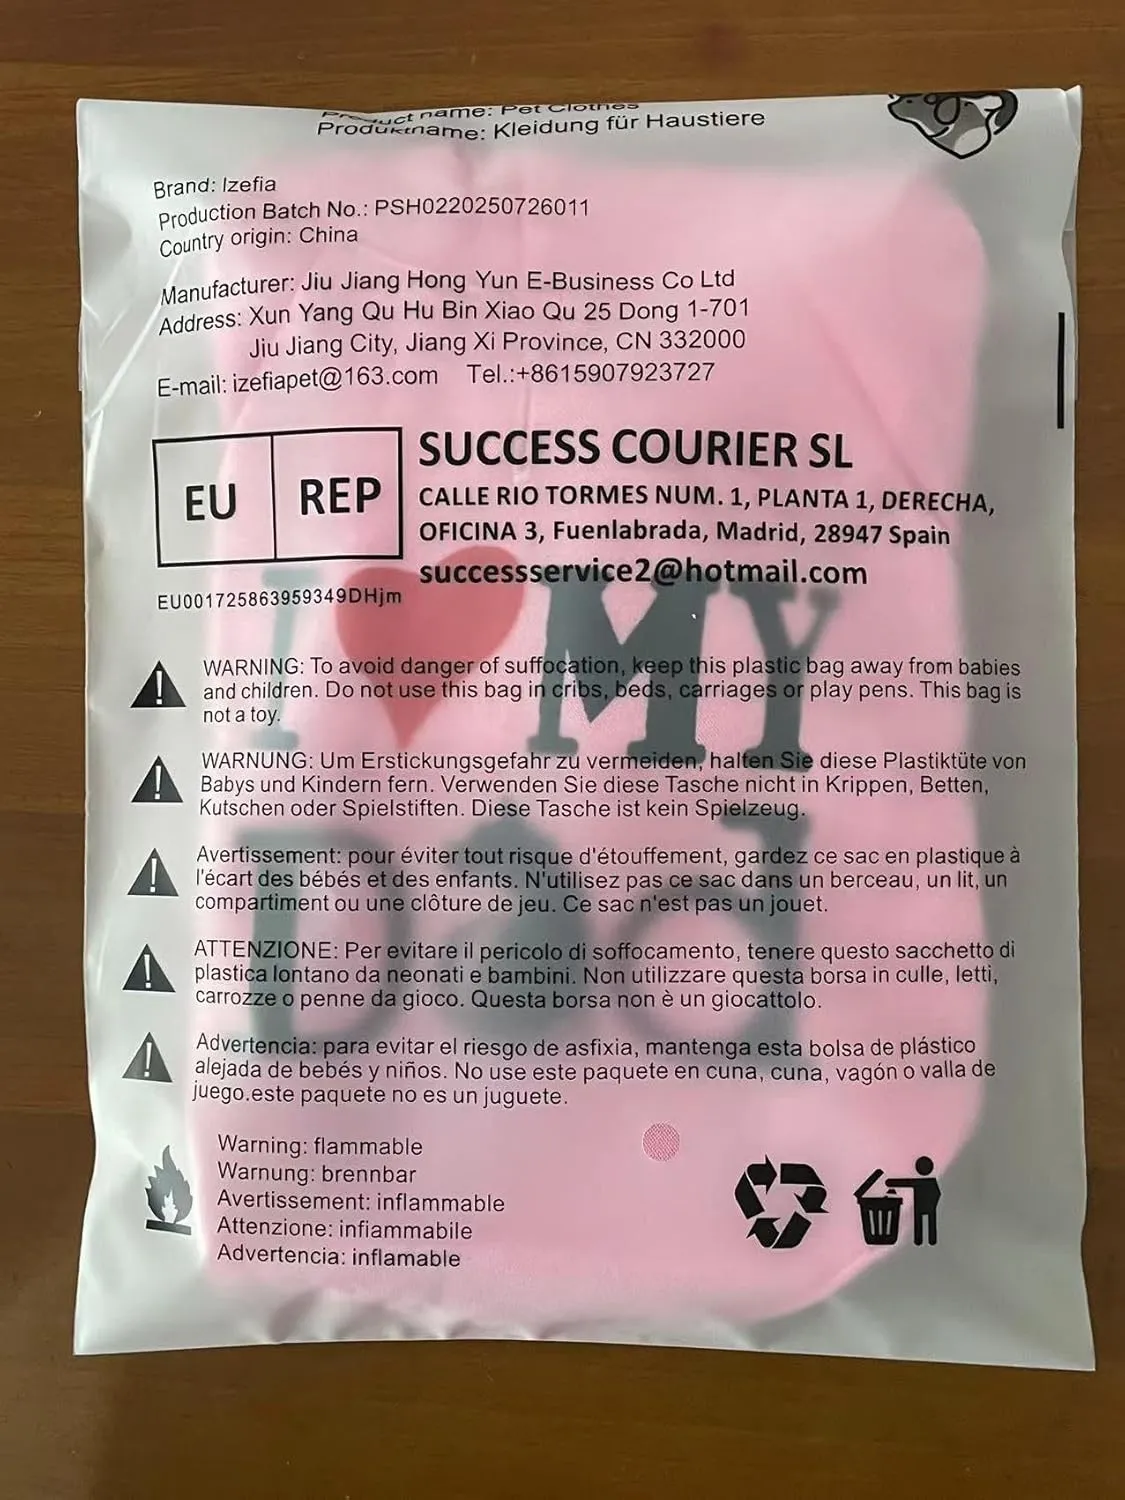 Product name: Pet Clothes
Produktname: Kleidung für Haustiere
Brand: Izefia
Production Batch No.: PSH0220250726011
Country origin: China
Manufacturer: Jiu Jiang Hong Yun E-Business Co Ltd
Address: Xun Yang Qu Hu Bin Xiao Qu 25 Dong 1-701
Jiu Jiang City, Jiang Xi Province, CN 332000
E-mail: izefiapet@163.com Tel.:+8615907923727
EU REP
SUCCESS COURIER SL
CALLE RIO TORMES NUM. 1, PLANTA 1, DERECHA,
OFICINA 3, Fuenlabrada, Madrid, 28947 Spain
successservice2@hotmail.com
EU001725863959349DHjm
I MY
Dad
WARNING: To avoid danger of suffocation, keep this plastic bag away from babies
and children. Do not use this bag in cribs, beds, carriages or play pens. This bag is
not a toy.
WARNUNG: Um Erstickungsgefahr zu vermeiden, halten Sie diese Plastiktüte von
Babys und Kindern fern. Verwenden Sie diese Tasche nicht in Krippen, Betten,
Kutschen oder Spielstiften. Diese Tasche ist kein Spielzeug.
Avertissement: pour éviter tout risque d'étouffement, gardez ce sac en plastique à
l'écart des bébés et des enfants. N'utilisez pas ce sac dans un berceau, un lit, un
compartiment ou une clôture de jeu. Ce sac n'est pas un jouet.
ATTENZIONE: Per evitare il pericolo di soffocamento, tenere questo sacchetto di
plastica lontano da neonati e bambini. Non utilizzare questa borsa in culle, letti,
carrozze o penne da gioco. Questa borsa non è un giocattolo.
Advertencia: para evitar el riesgo de asfixia, mantenga esta bolsa de plástico
alejada de bebés y niños. No use este paquete en cuna, cuna, vagón o valla de
juego.este paquete no es un juguete.
Warning: flammable
Warnung: brennbar
Avertissement: inflammable
Attenzione: infiammabile
Advertencia: inflamable